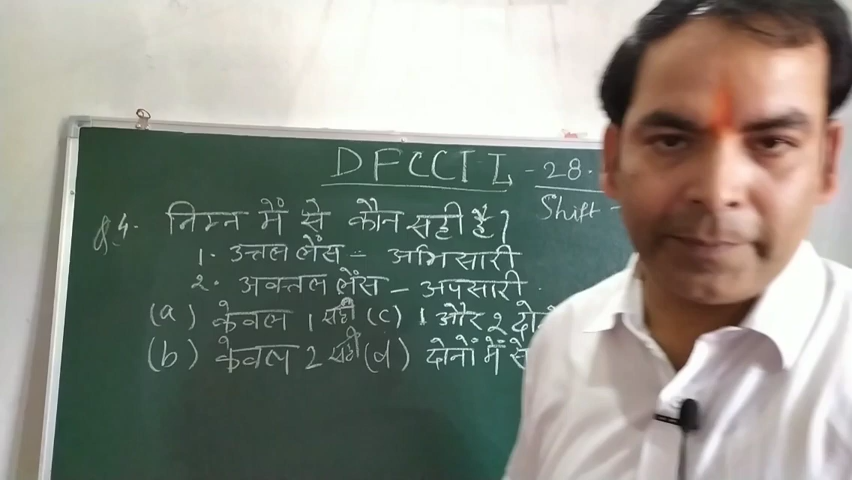 DFCCIL - 28.
Shift -
Q.4. निम्न में से कौन सही है?
1. उत्तल लेंस = अभिसारी
2. अवतल लेंस - अपसारी.
(a) केवल 1 सही (c) 1 और 2 दोनों
(b) केवल 2 सही (d) दोनों में से